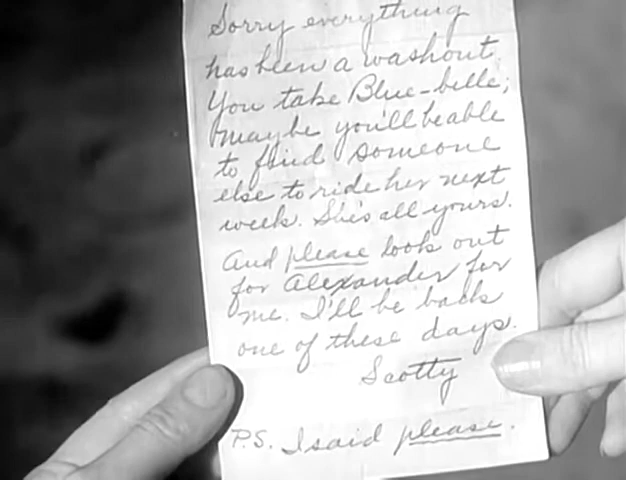 Sorry everything
has been a washout.
You take Blue-belle;
maybe you'll be able
to find someone
else to ride her next
week. She's all yours.
And please look out
for Alexander for
me. I'll be back
one of these days.
Scotty
P.S. I said please.